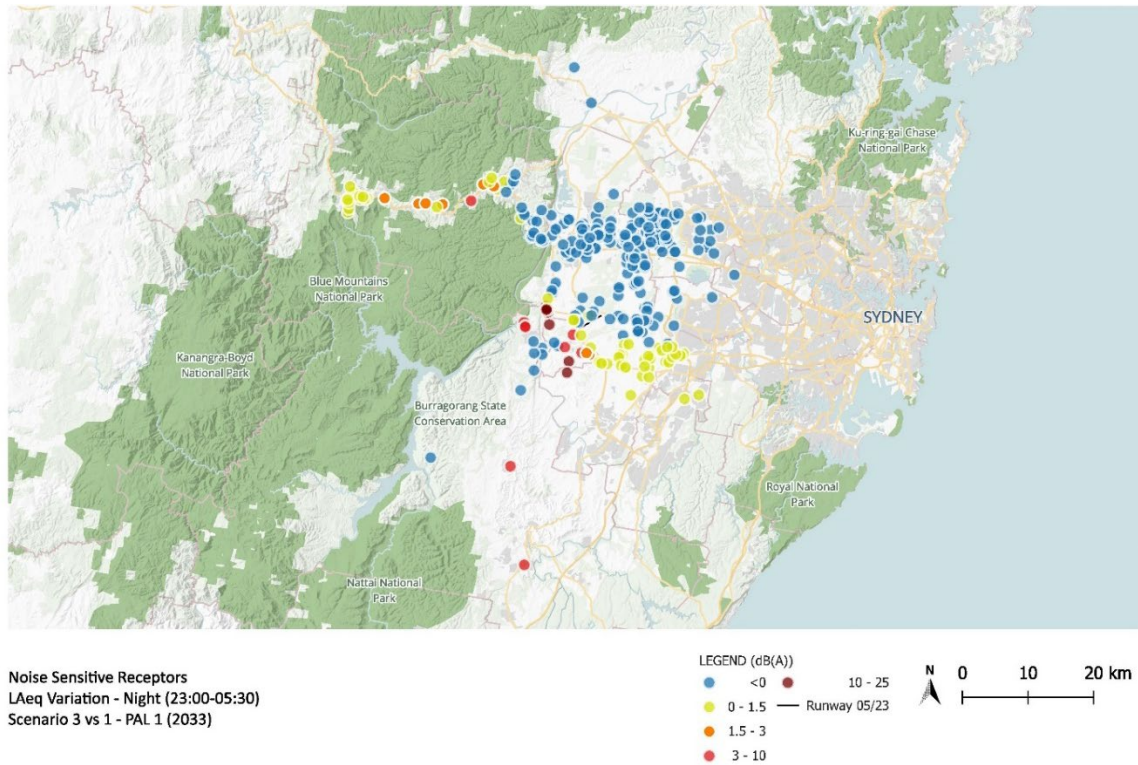 Ku-ring-gai Chase
National Park
Blue Mountains
National Park
SYDNEY
Kanangra-Boyd
National Park
Burragorang State
Conservation Area
Royal National
Park
Nattai National
Park
Noise Sensitive Receptors
LAeq Variation - Night (23:00-05:30)
Scenario 3 vs 1 - PAL 1 (2033)
LEGEND (dB(A))
<0
10 - 25
0 - 1.5
Runway 05/23
1.5 - 3
3 - 10
N
0 10 20 km